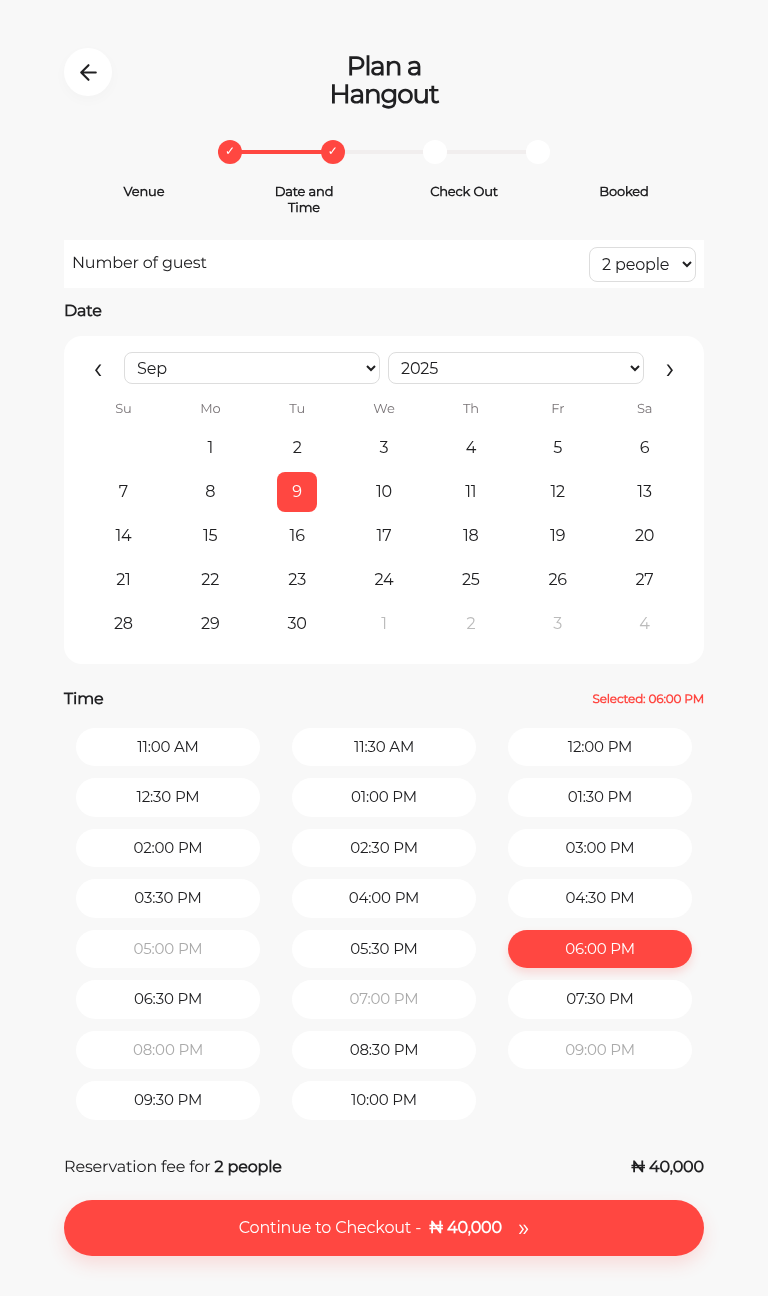 Plan a
Hangout
✓ ✓
Venue Date and Time Check Out Booked
Number of guest 2 people
Date
‹ Sep 2025 ›
Su Mo Tu We Th Fr Sa
1 2 3 4 5 6
7 8 9 10 11 12 13
14 15 16 17 18 19 20
21 22 23 24 25 26 27
28 29 30 1 2 3 4
Time Selected: 06:00 PM
11:00 AM 11:30 AM 12:00 PM
12:30 PM 01:00 PM 01:30 PM
02:00 PM 02:30 PM 03:00 PM
03:30 PM 04:00 PM 04:30 PM
05:00 PM 05:30 PM 06:00 PM
06:30 PM 07:00 PM 07:30 PM
08:00 PM 08:30 PM 09:00 PM
09:30 PM 10:00 PM
Reservation fee for 2 people ₦ 40,000
Continue to Checkout - ₦ 40,000 »